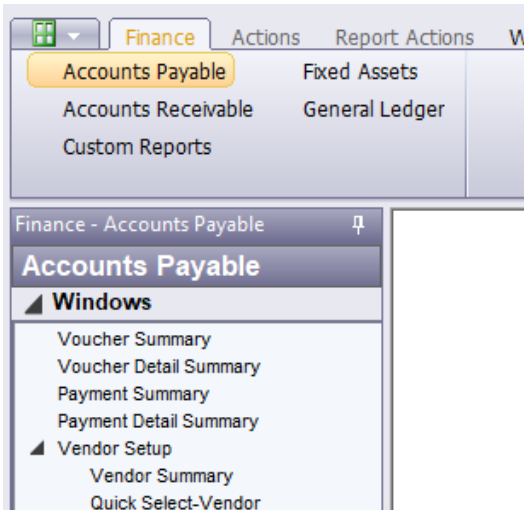 Finance Actions Report Actions W
Accounts Payable Fixed Assets
Accounts Receivable General Ledger
Custom Reports
Finance - Accounts Payable
Accounts Payable
Windows
Voucher Summary
Voucher Detail Summary
Payment Summary
Payment Detail Summary
Vendor Setup
Vendor Summary
Quick Select-Vendor